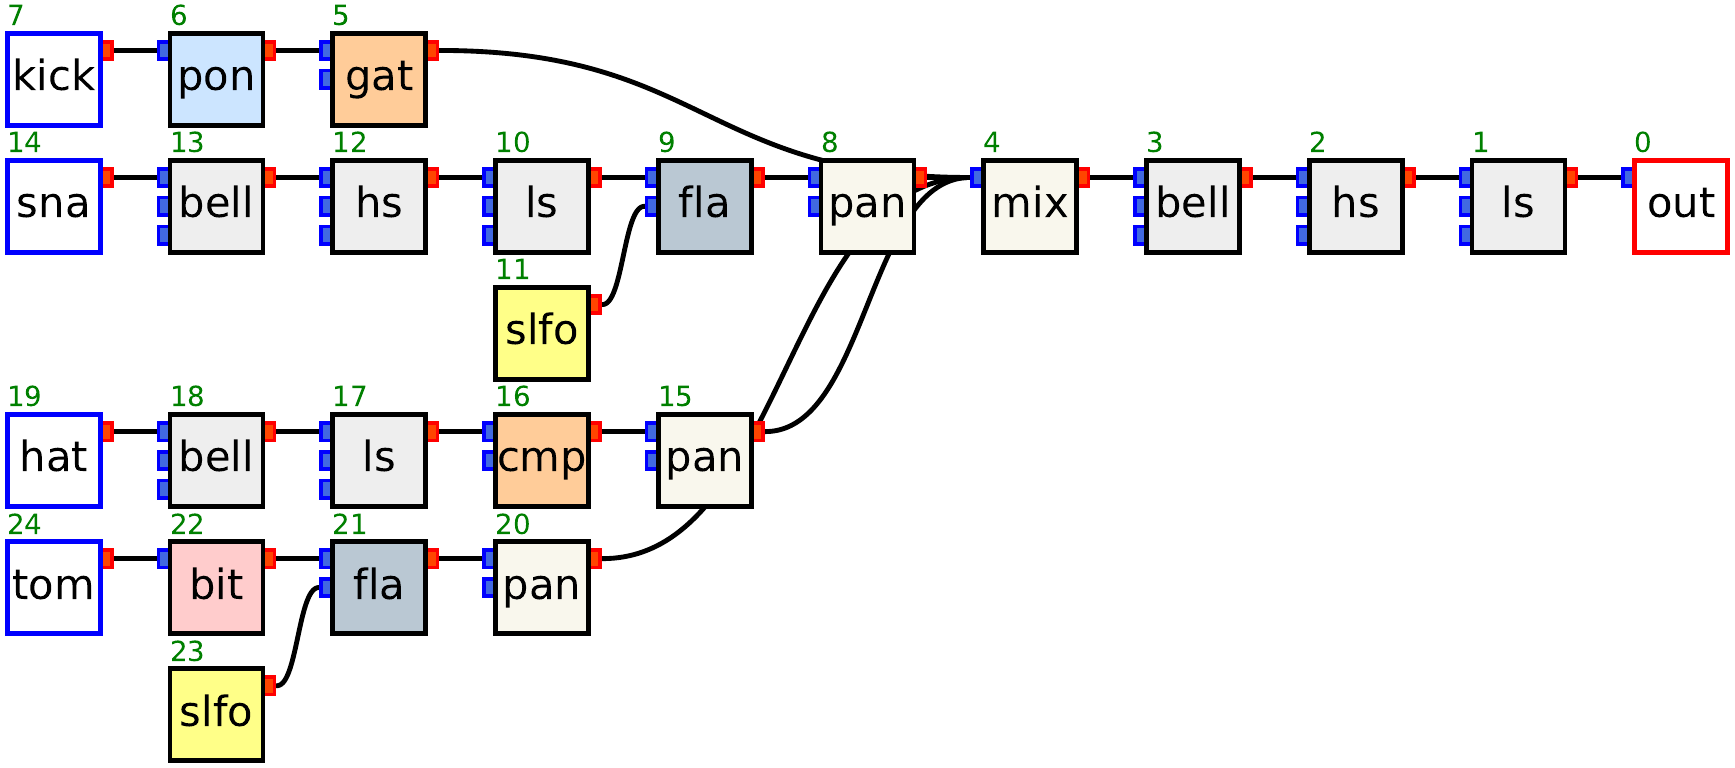 7 6 5
kick pon gat
14 13 12 10 9 8 4 3 2 1 0
sna bell hs ls fla pan mix bell hs ls out
11
slfo
19 18 17 16 15
hat bell ls cmp pan
24 22 21 20
tom bit fla pan
23
slfo